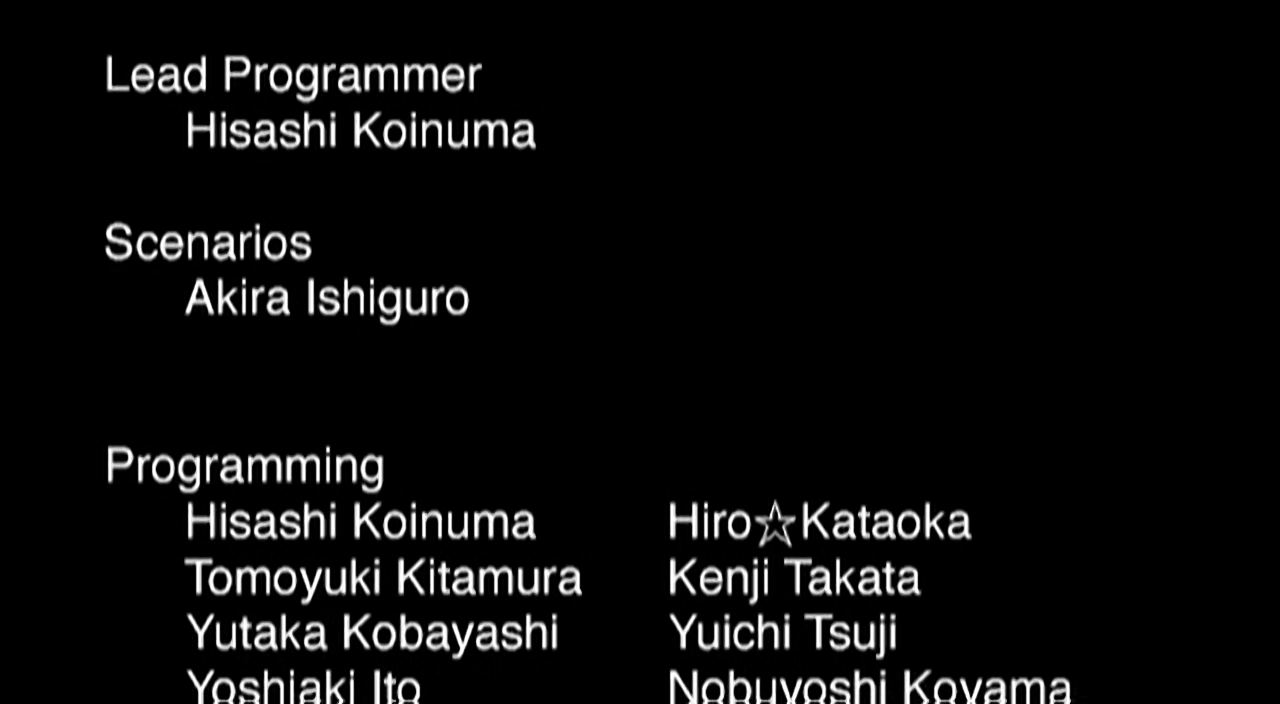 Lead Programmer
Hisashi Koinuma
Scenarios
Akira Ishiguro
Programming
Hisashi Koinuma Hiro☆Kataoka
Tomoyuki Kitamura Kenji Takata
Yutaka Kobayashi Yuichi Tsuji
Yoshiaki Ito Nobuyoshi Koyama